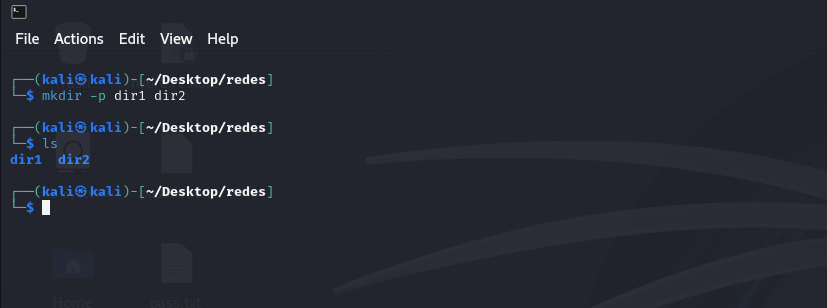 File Actions Edit View Help
┌──(kali㉿kali)-[~/Desktop/redes]
└─$ mkdir -p dir1 dir2
┌──(kali㉿kali)-[~/Desktop/redes]
└─$ ls
dir1 dir2
┌──(kali㉿kali)-[~/Desktop/redes]
└─$
Home pass.txt